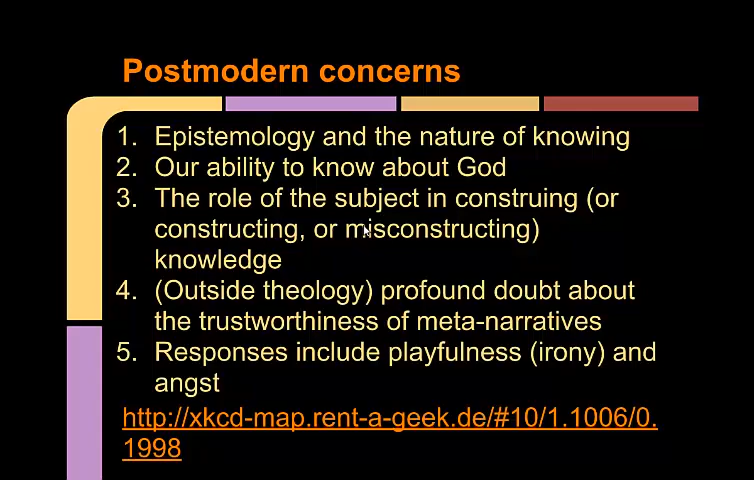 Postmodern concerns
1. Epistemology and the nature of knowing
2. Our ability to know about God
3. The role of the subject in construing (or
constructing, or misconstructing)
knowledge
4. (Outside theology) profound doubt about
the trustworthiness of meta-narratives
5. Responses include playfulness (irony) and
angst
http://xkcd-map.rent-a-geek.de/#10/1.1006/0.
1998